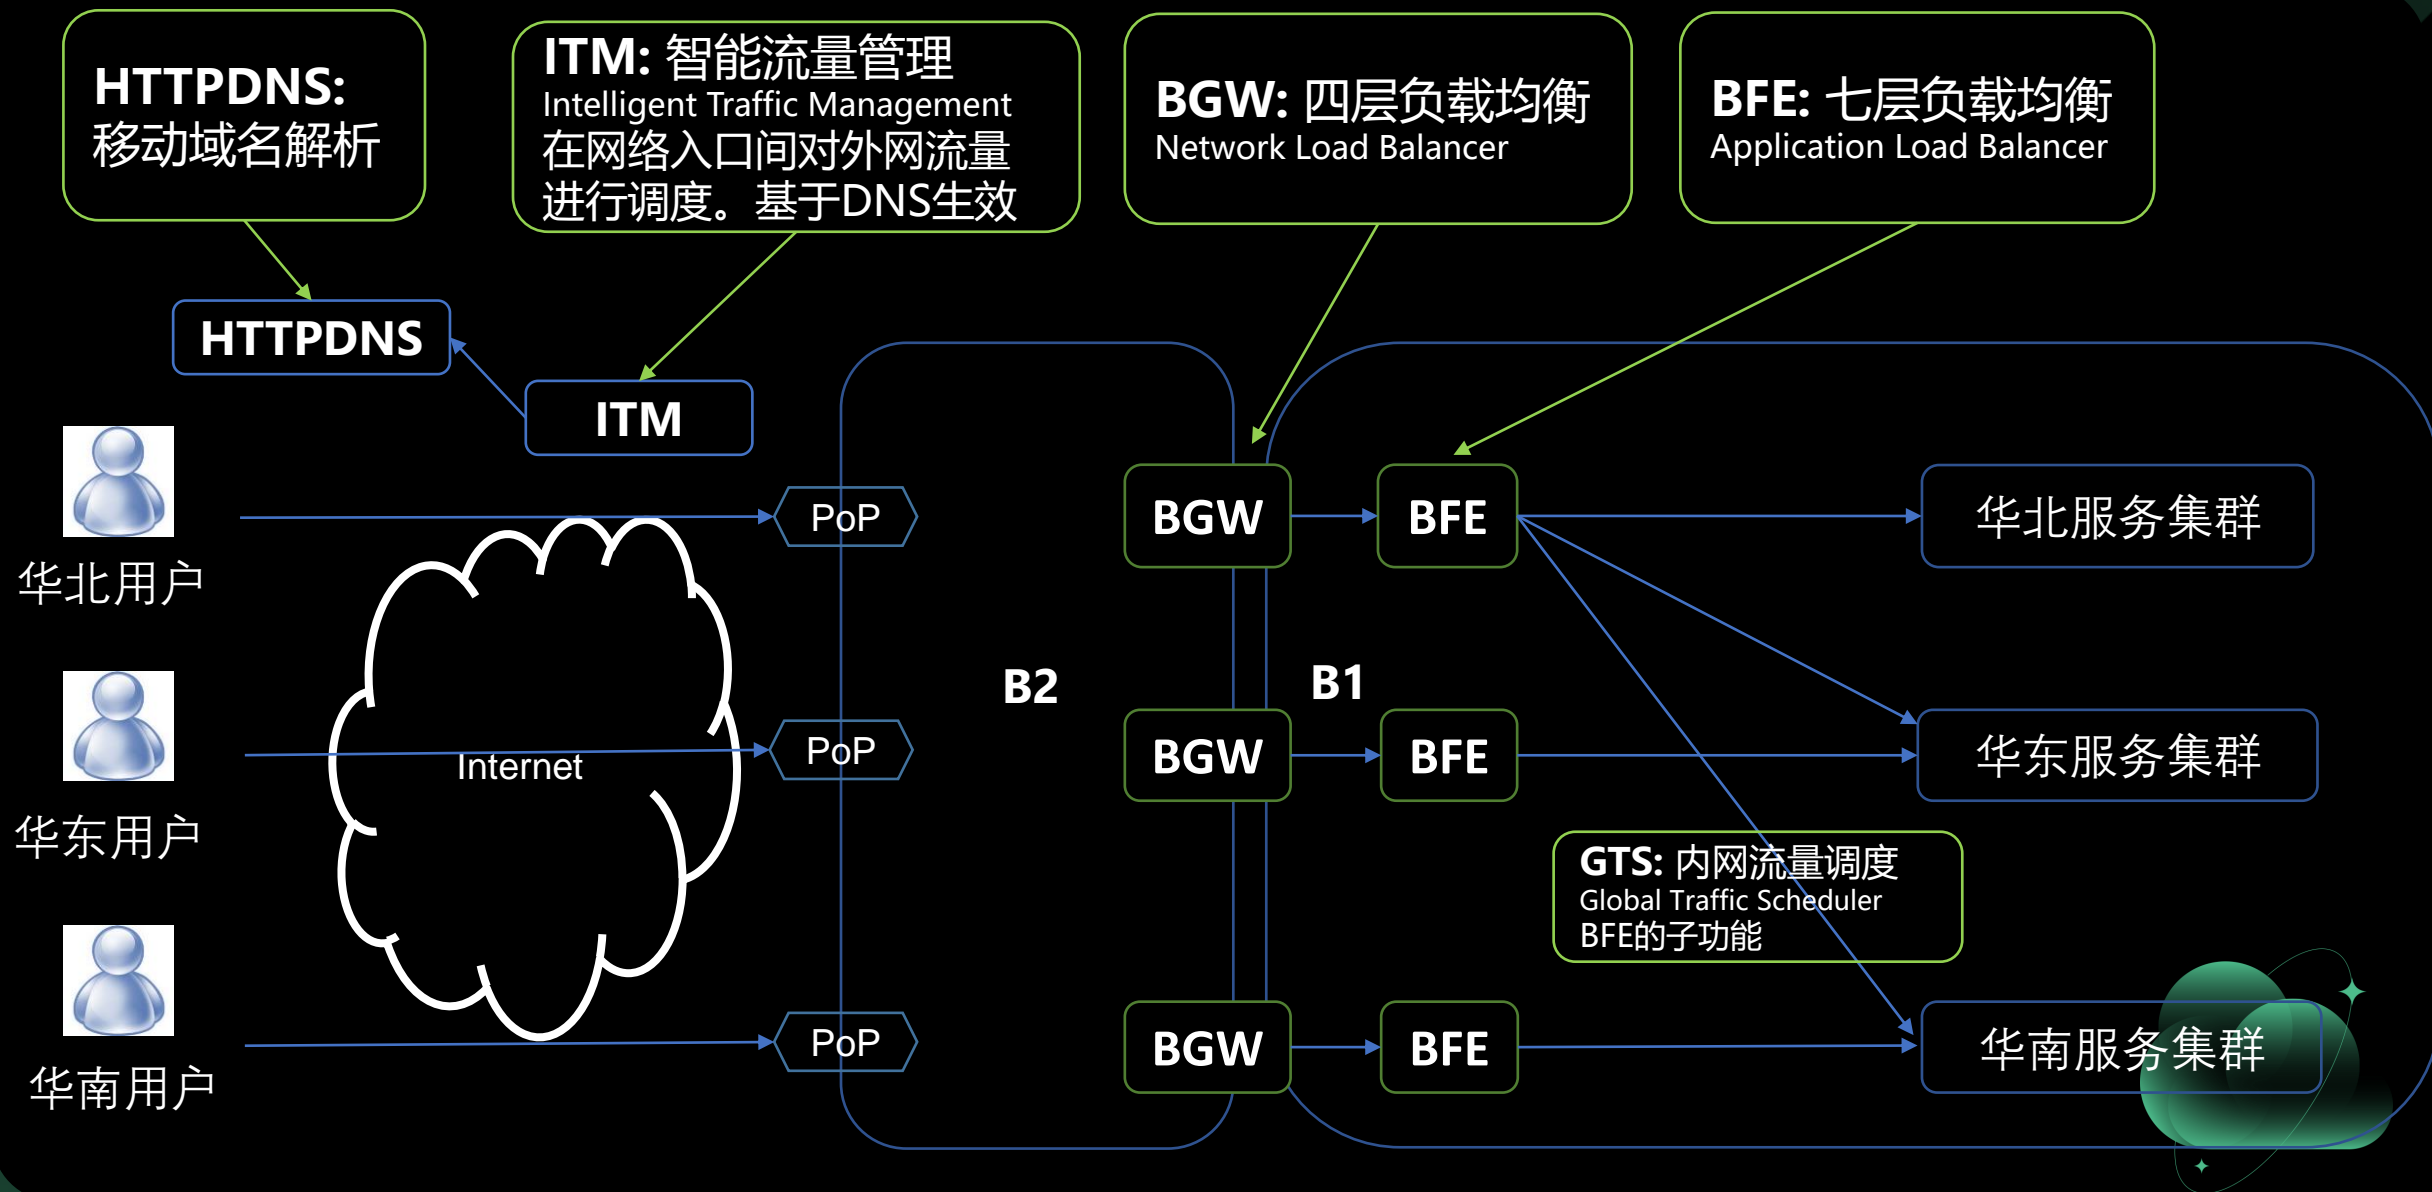 HTTPDNS:
移动域名解析
ITM: 智能流量管理
Intelligent Traffic Management
在网络入口间对外网流量
进行调度。基于DNS生效
BGW: 四层负载均衡
Network Load Balancer
BFE: 七层负载均衡
Application Load Balancer
HTTPDNS
ITM
华北用户
PoP
BGW
BFE
华北服务集群
华东用户
Internet
PoP
B2
B1
BGW
BFE
华东服务集群
GTS: 内网流量调度
Global Traffic Scheduler
BFE的子功能
华南用户
PoP
BGW
BFE
华南服务集群